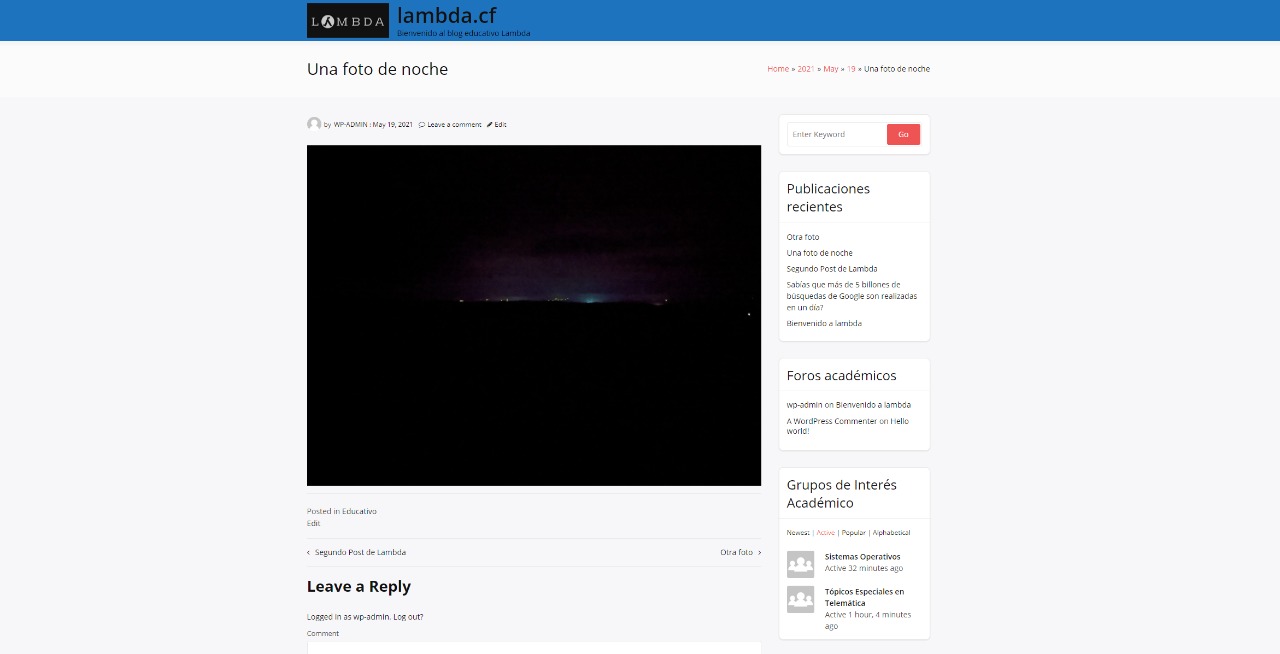 LAMBDA
lambda.cf
Bienvenido al blog educativo Lambda
Una foto de noche
Home » 2021 » May » 19 » Una foto de noche
by WP-ADMIN : May 19, 2021 Leave a comment Edit
Enter Keyword
Go
Publicaciones
recientes
Otra foto
Una foto de noche
Segundo Post de Lambda
Sabías que más de 5 billones de
búsquedas de Google son realizadas
en un día?
Bienvenido a lambda
Foros académicos
wp-admin on Bienvenido a lambda
A WordPress Commenter on Hello
world!
Grupos de Interés
Académico
Newest | Active | Popular | Alphabetical
Sistemas Operativos
Active 32 minutes ago
Tópicos Especiales en
Telemática
Active 1 hour, 4 minutes
ago
Posted in Educativo
Edit
‹ Segundo Post de Lambda
Otra foto ›
Leave a Reply
Logged in as wp-admin. Log out?
Comment